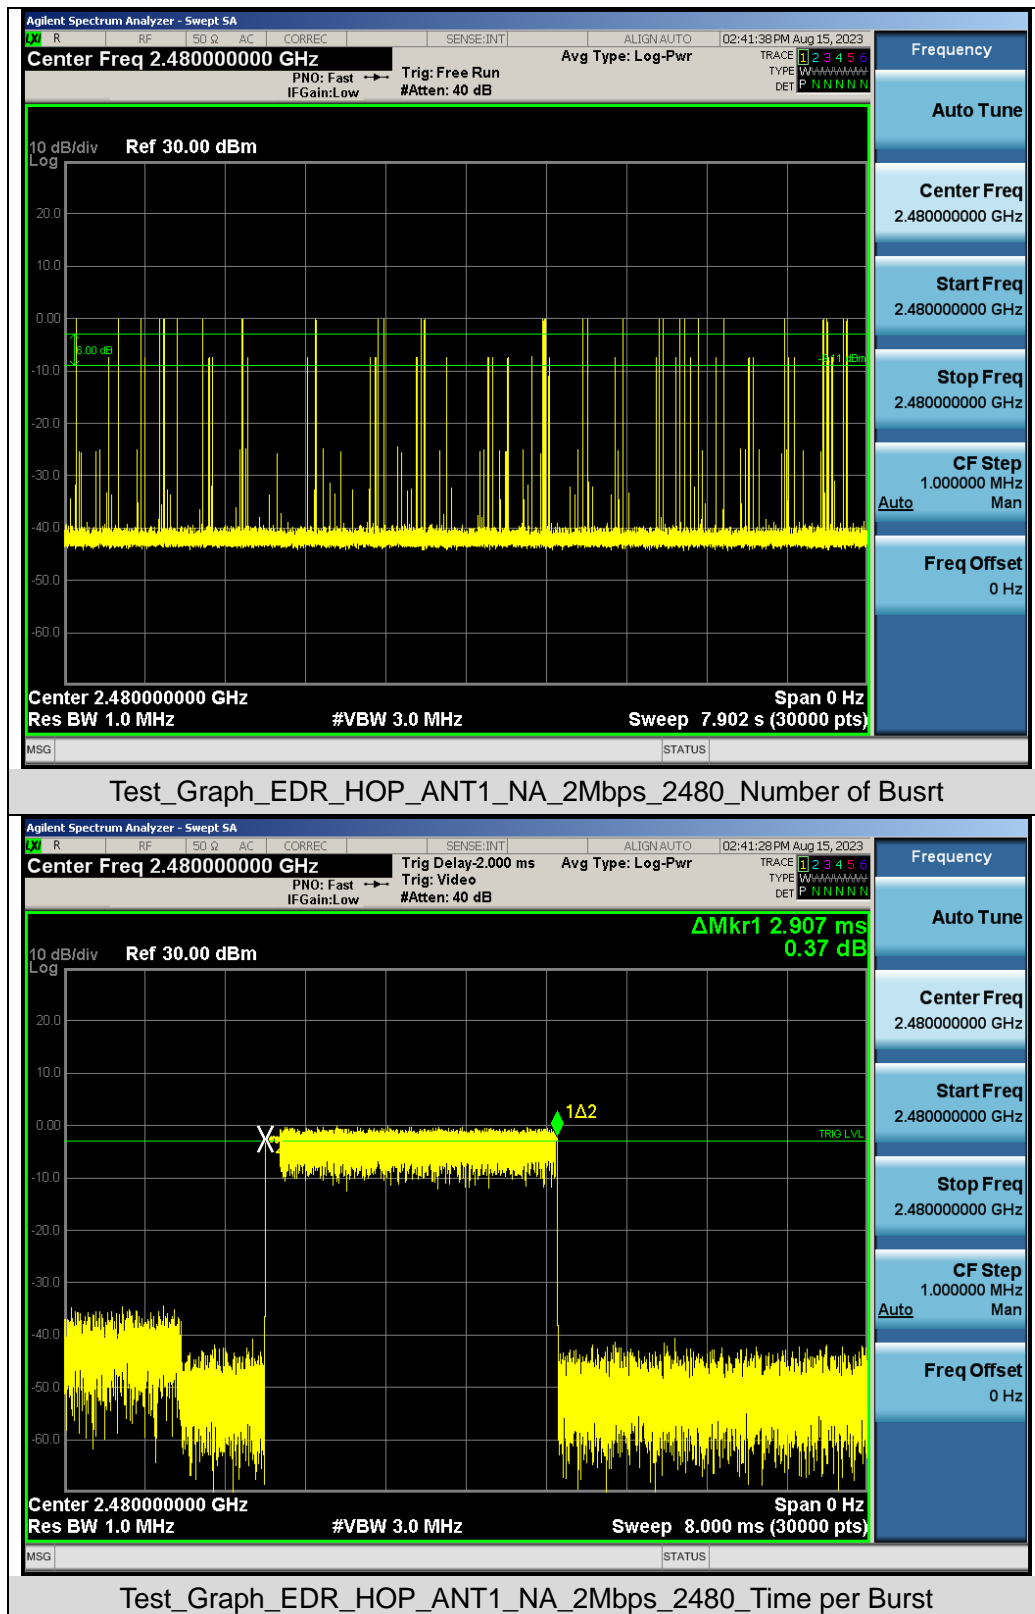 Agilent Spectrum Analyzer - Swept SA
LXI R RF 50 Ω AC CORREC SENSE:INT ALIGN AUTO 02:41:38 PM Aug 15, 2023
Center Freq 2.480000000 GHz Avg Type: Log-Pwr TRACE 1 2 3 4 5 6
PNO: Fast Trig: Free Run TYPE WWWWWW
IFGain:Low #Atten: 40 dB DET P N N N N N
Frequency
Auto Tune
Center Freq
2.480000000 GHz
Start Freq
2.480000000 GHz
Stop Freq
2.480000000 GHz
CF Step
1.000000 MHz
Auto Man
Freq Offset
0 Hz
10 dB/div Ref 30.00 dBm
Log
20.0
10.0
0.00
6.00 dB
-10.0
-20.0
-30.0
-40.0
-50.0
-60.0
Center 2.480000000 GHz Span 0 Hz
Res BW 1.0 MHz #VBW 3.0 MHz Sweep 7.902 s (30000 pts)
MSG STATUS
Test_Graph_EDR_HOP_ANT1_NA_2Mbps_2480_Number of Busrt
Agilent Spectrum Analyzer - Swept SA
LXI R RF 50 Ω AC CORREC SENSE:INT ALIGN AUTO 02:41:28 PM Aug 15, 2023
Center Freq 2.480000000 GHz Trig Delay-2.000 ms Avg Type: Log-Pwr TRACE 1 2 3 4 5 6
PNO: Fast Trig: Video TYPE WWWWWW
IFGain:Low #Atten: 40 dB DET P N N N N N
Frequency
Auto Tune
Center Freq
2.480000000 GHz
Start Freq
2.480000000 GHz
Stop Freq
2.480000000 GHz
CF Step
1.000000 MHz
Auto Man
Freq Offset
0 Hz
ΔMkr1 2.907 ms
0.37 dB
10 dB/div Ref 30.00 dBm
Log
20.0
10.0
0.00
1Δ2
TRIG LVL
-10.0
-20.0
-30.0
-40.0
-50.0
-60.0
Center 2.480000000 GHz Span 0 Hz
Res BW 1.0 MHz #VBW 3.0 MHz Sweep 8.000 ms (30000 pts)
MSG STATUS
Test_Graph_EDR_HOP_ANT1_NA_2Mbps_2480_Time per Burst